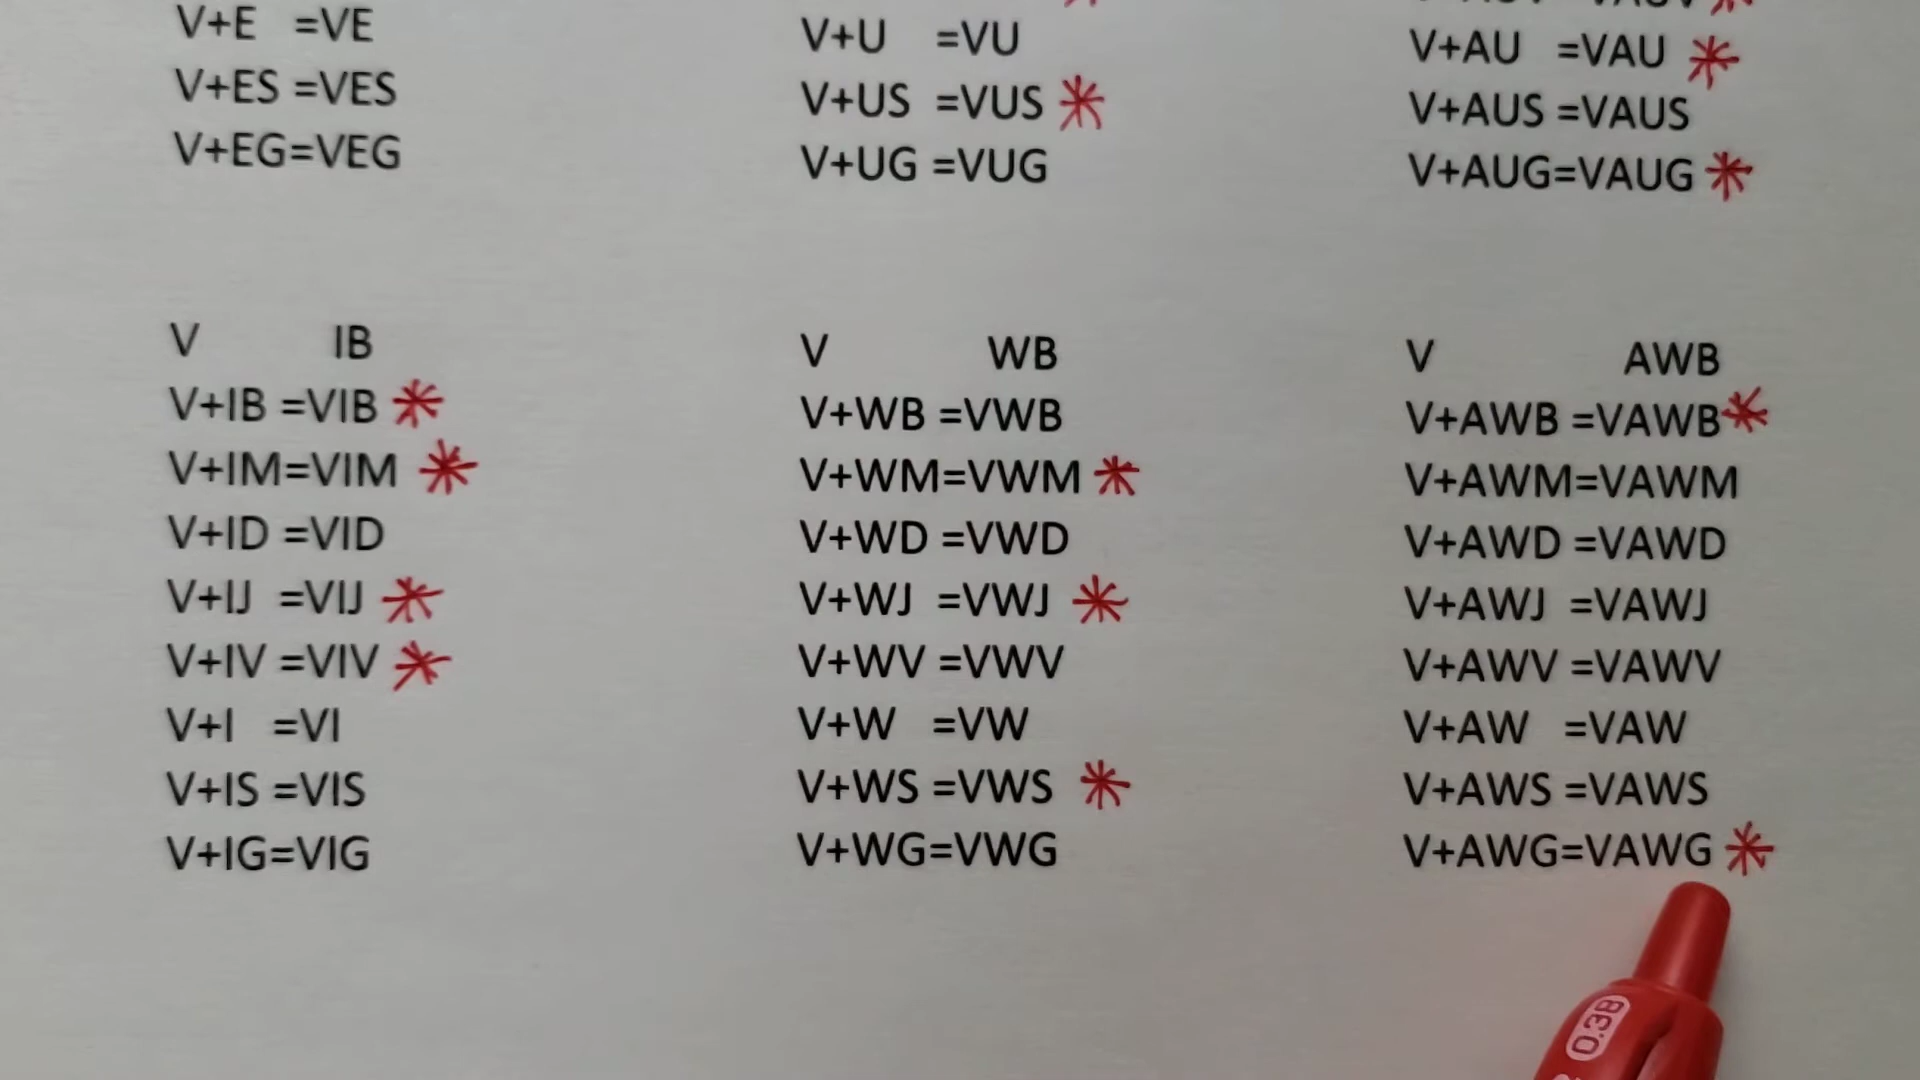 V+E =VE
V+ES =VES
V+EG=VEG
V+U =VU
V+US =VUS *
V+UG =VUG
V+AU =VAU *
V+AUS =VAUS
V+AUG=VAUG *
V IB
V+IB =VIB *
V+IM=VIM *
V+ID =VID
V+IJ =VIJ *
V+IV =VIV *
V+I =VI
V+IS =VIS
V+IG=VIG
V WB
V+WB =VWB
V+WM=VWM *
V+WD =VWD
V+WJ =VWJ *
V+WV =VWV
V+W =VW
V+WS =VWS *
V+WG=VWG
V AWB
V+AWB =VAWB *
V+AWM=VAWM
V+AWD =VAWD
V+AWJ =VAWJ
V+AWV =VAWV
V+AW =VAW
V+AWS =VAWS
V+AWG=VAWG *
0.38